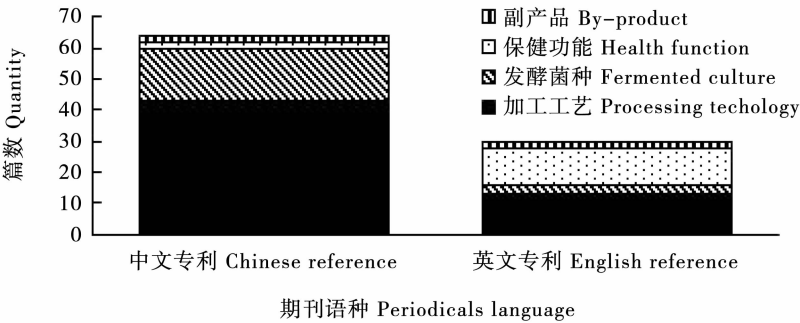 70
60
50
40
30
20
10
0
篇数 Quantity
副产品 By-product
保健功能 Health function
发酵菌种 Fermented culture
加工工艺 Processing techology
中文专利 Chinese reference
英文专利 English reference
期刊语种 Periodicals language